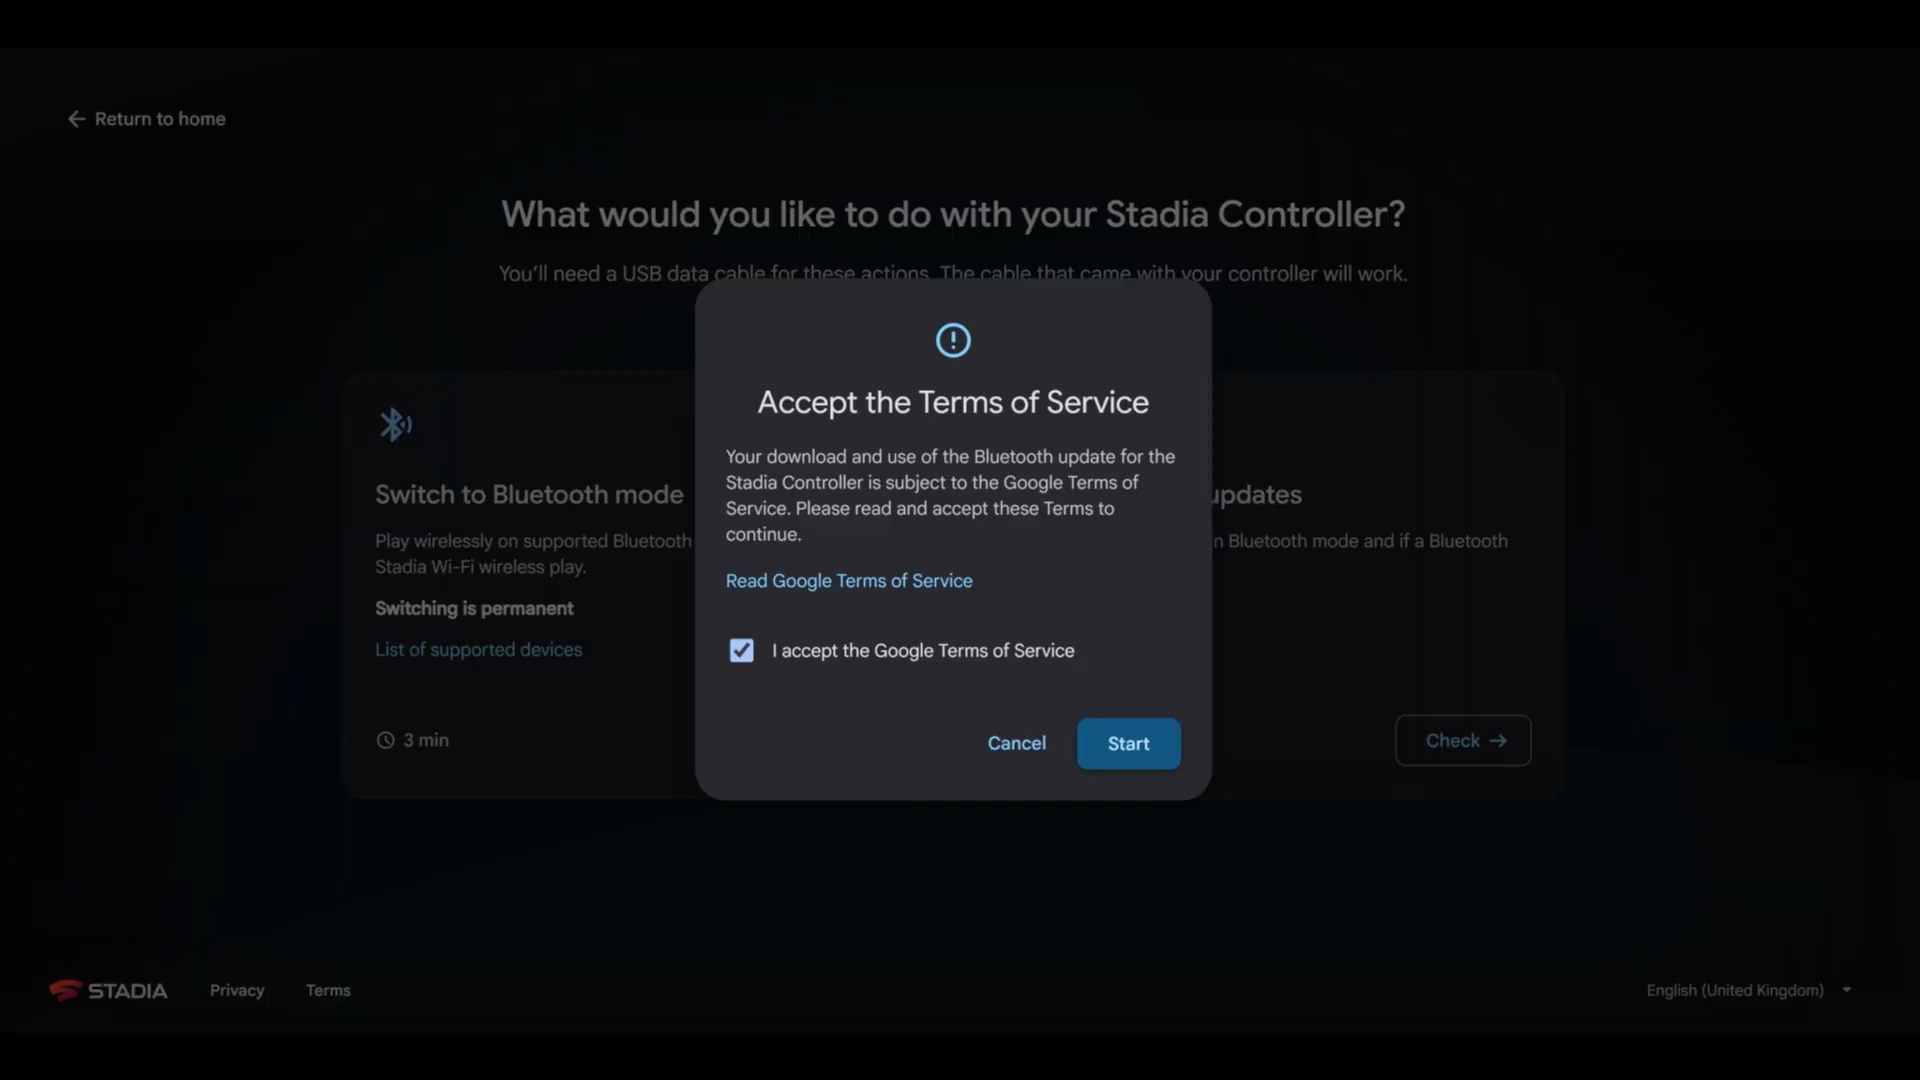 Return to home
What would you like to do with your Stadia Controller?
You'll need a USB data cable for these actions. The cable that came with your controller will work.
Accept the Terms of Service
Your download and use of the Bluetooth update for the
Stadia Controller is subject to the Google Terms of
Service. Please read and accept these Terms to
continue.
Read Google Terms of Service
I accept the Google Terms of Service
Cancel
Start
Switch to Bluetooth mode
Play wirelessly on supported Bluetooth
Stadia Wi-Fi wireless play.
Switching is permanent
List of supported devices
3 min
updates
n Bluetooth mode and if a Bluetooth
Check
STADIA
Privacy
Terms
English (United Kingdom)